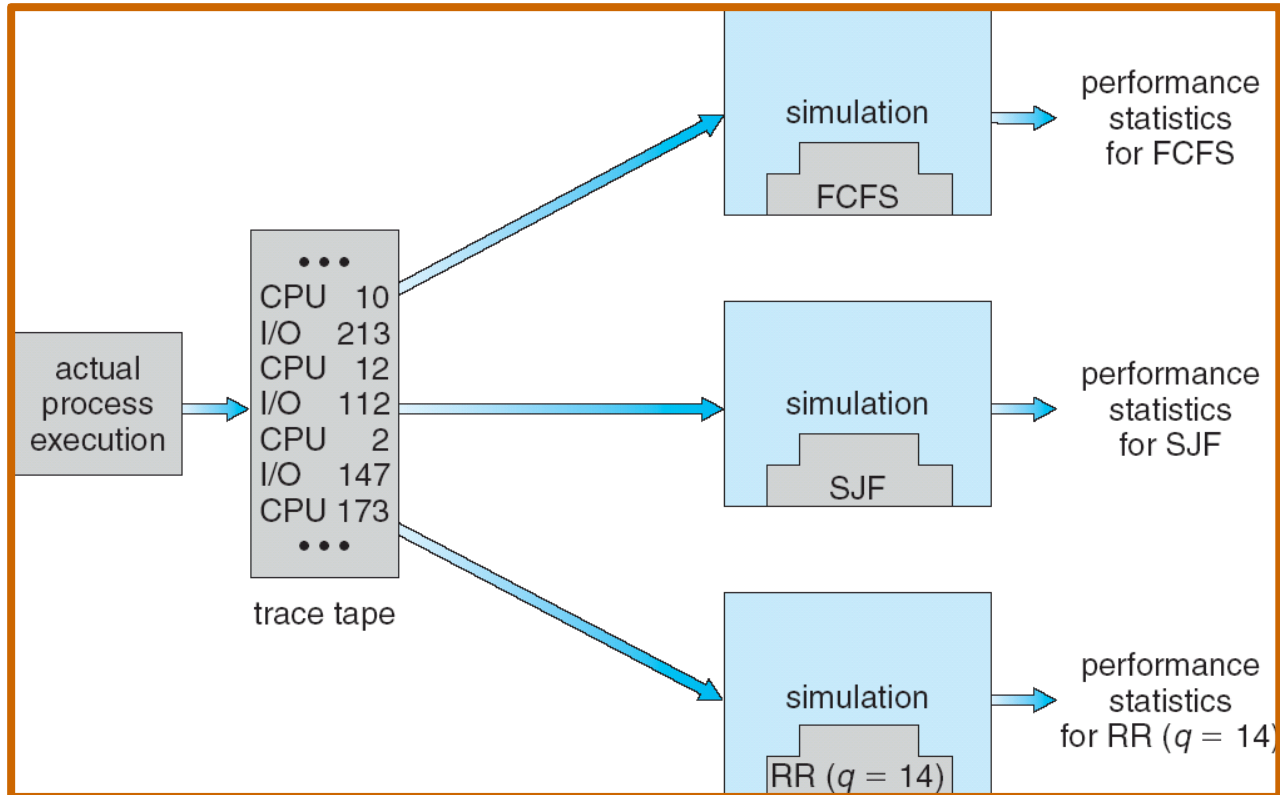 actual
process
execution
• • •
CPU 10
I/O 213
CPU 12
I/O 112
CPU 2
I/O 147
CPU 173
• • •
trace tape
simulation
FCFS
performance
statistics
for FCFS
simulation
SJF
performance
statistics
for SJF
simulation
RR (q = 14)
performance
statistics
for RR (q = 14)